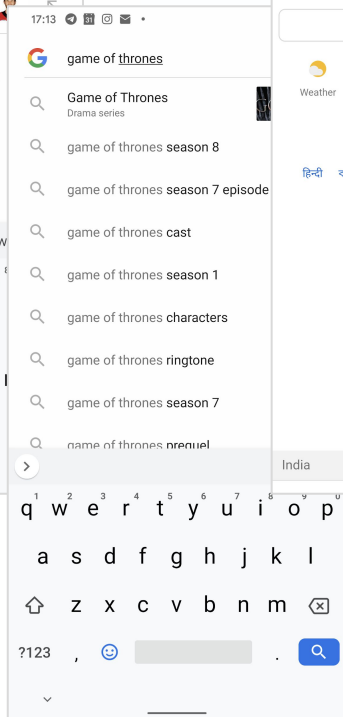 17:13
31
game of thrones
Game of Thrones
Drama series
Weather
game of thrones season 8
हिन्दी
game of thrones season 7 episode
game of thrones cast
game of thrones season 1
game of thrones characters
game of thrones ringtone
game of thrones season 7
game of thrones prequel
India
1 2 3 4 5 6 7 8 9 0
q w e r t y u i o p
a s d f g h j k l
z x c v b n m
?123 , .